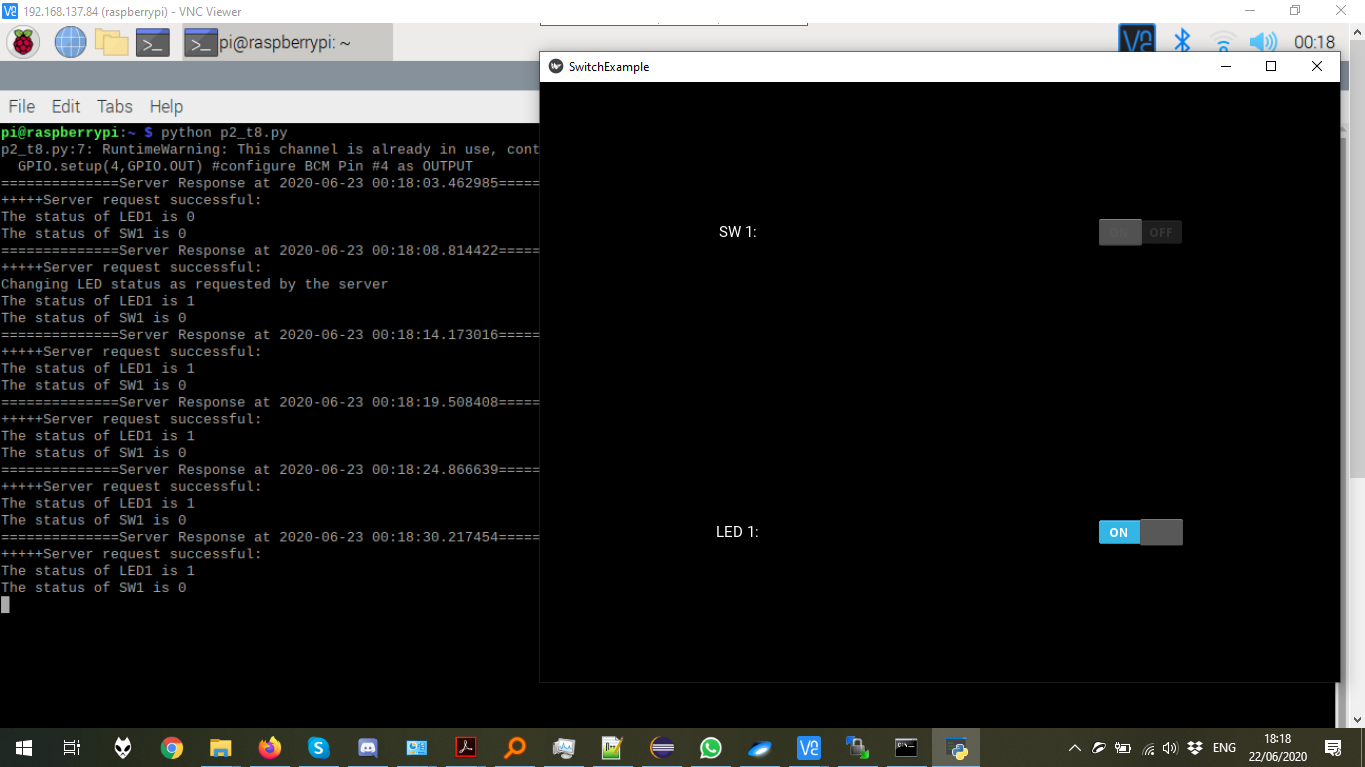 192.168.137.84 (raspberrypi) - VNC Viewer
pi@raspberrypi: ~
00:18
SwitchExample
File Edit Tabs Help
pi@raspberrypi:~ $ python p2_t8.py
p2_t8.py:7: RuntimeWarning: This channel is already in use, cont
GPIO.setup(4,GPIO.OUT) #configure BCM Pin #4 as OUTPUT
==============Server Response at 2020-06-23 00:18:03.462985=====
+++++Server request successful:
The status of LED1 is 0
The status of SW1 is 0
==============Server Response at 2020-06-23 00:18:08.814422=====
+++++Server request successful:
Changing LED status as requested by the server
The status of LED1 is 1
The status of SW1 is 0
==============Server Response at 2020-06-23 00:18:14.173016=====
+++++Server request successful:
The status of LED1 is 1
The status of SW1 is 0
==============Server Response at 2020-06-23 00:18:19.508408=====
+++++Server request successful:
The status of LED1 is 1
The status of SW1 is 0
==============Server Response at 2020-06-23 00:18:24.866639=====
+++++Server request successful:
The status of LED1 is 1
The status of SW1 is 0
==============Server Response at 2020-06-23 00:18:30.217454=====
+++++Server request successful:
The status of LED1 is 1
The status of SW1 is 0
SW 1:
ON OFF
LED 1:
ON
ENG
18:18
22/06/2020